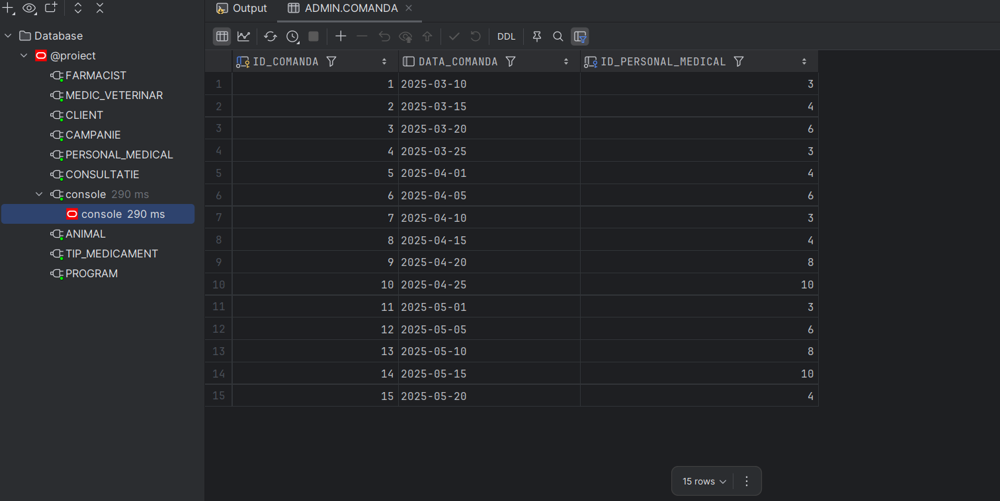 Output ADMIN.COMANDA
Database
@proiect
FARMACIST
MEDIC_VETERINAR
CLIENT
CAMPANIE
PERSONAL_MEDICAL
CONSULTATIE
console 290 ms
console 290 ms
ANIMAL
TIP_MEDICAMENT
PROGRAM
DDL
ID_COMANDA DATA_COMANDA ID_PERSONAL_MEDICAL
1 1 2025-03-10 3
2 2 2025-03-15 4
3 3 2025-03-20 6
4 4 2025-03-25 3
5 5 2025-04-01 4
6 6 2025-04-05 6
7 7 2025-04-10 3
8 8 2025-04-15 4
9 9 2025-04-20 8
10 10 2025-04-25 10
11 11 2025-05-01 3
12 12 2025-05-05 6
13 13 2025-05-10 8
14 14 2025-05-15 10
15 15 2025-05-20 4
15 rows